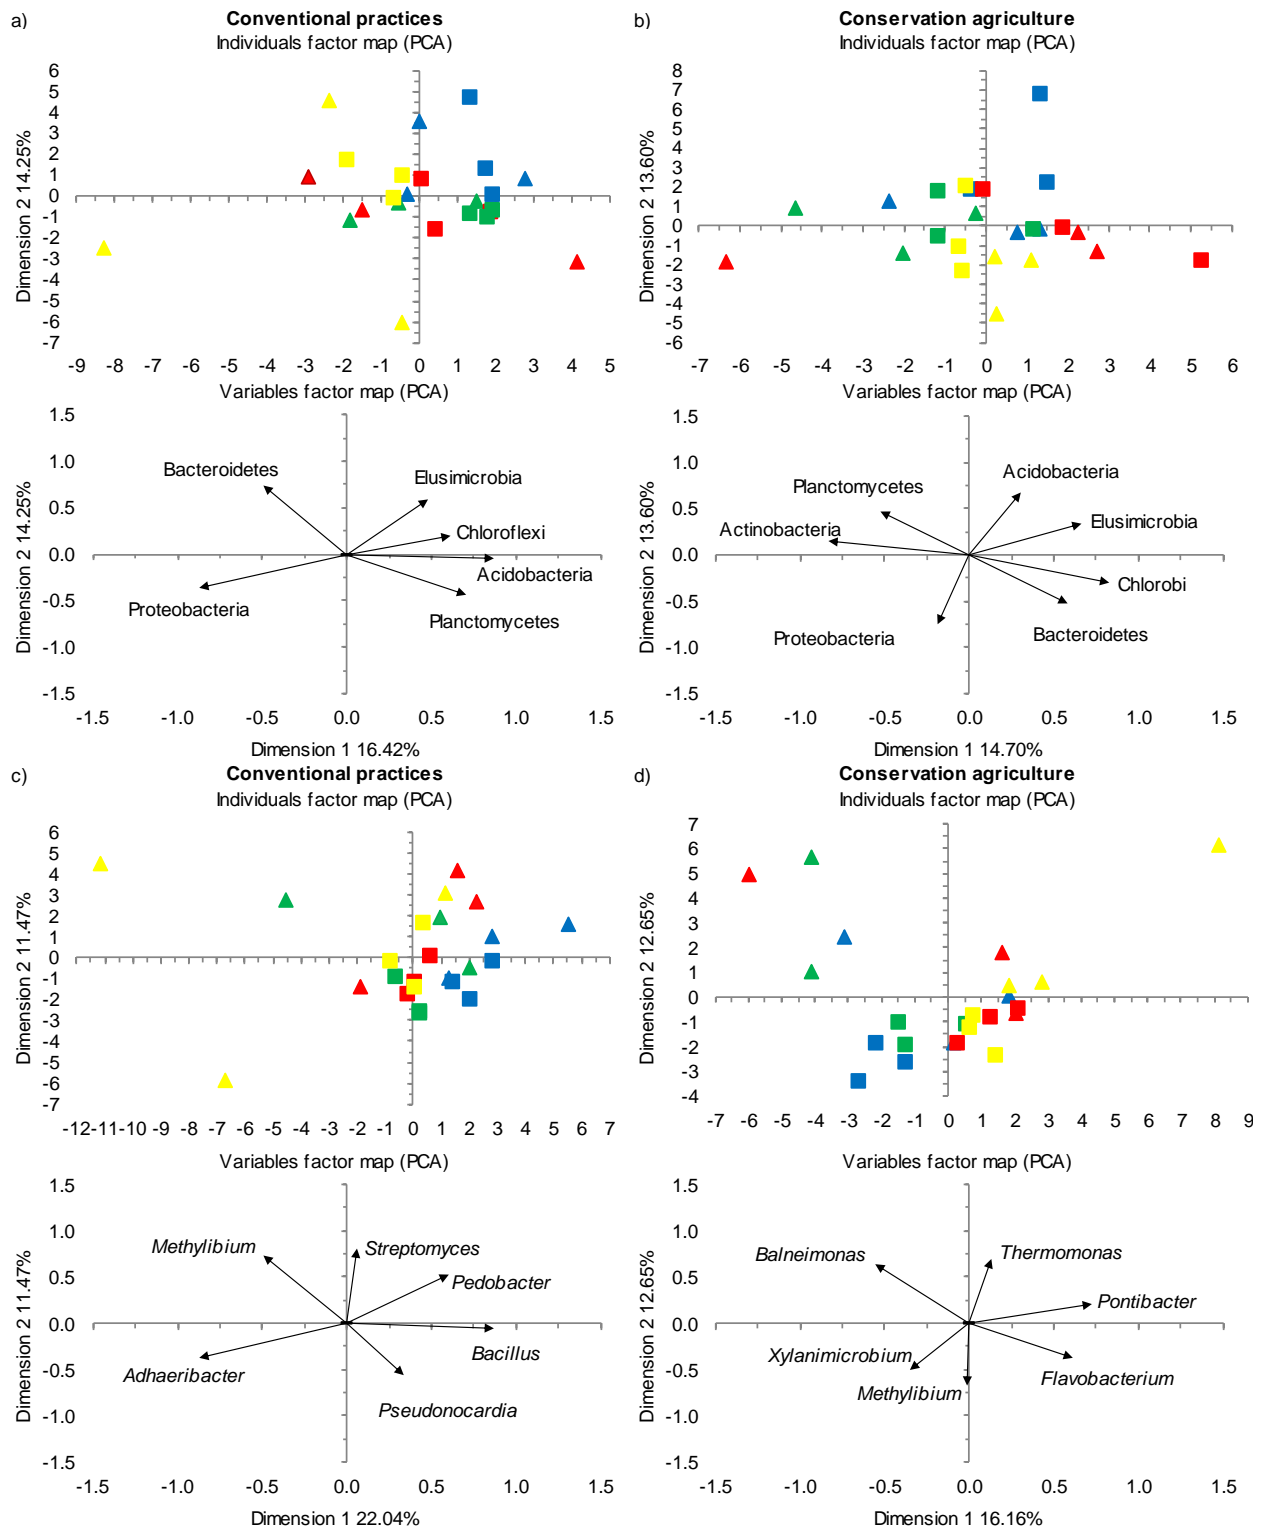 a)
Conventional practices
Individuals factor map (PCA)
6
5
4
3
2
1
0
-1
-2
-3
-4
-5
-6
-7
Dimension 2 14.25%
-9 -8 -7 -6 -5 -4 -3 -2 -1 0 1 2 3 4 5
Variables factor map (PCA)
1.5
1.0
0.5
0.0
-0.5
-1.0
-1.5
Dimension 2 14.25%
Bacteroidetes
Elusimicrobia
Chloroflexi
Acidobacteria
Proteobacteria
Planctomycetes
-1.5 -1.0 -0.5 0.0 0.5 1.0 1.5
Dimension 1 16.42%
b)
Conservation agriculture
Individuals factor map (PCA)
8
7
6
5
4
3
2
1
0
-1
-2
-3
-4
-5
-6
Dimension 2 13.60%
-7 -6 -5 -4 -3 -2 -1 0 1 2 3 4 5 6
Variables factor map (PCA)
1.5
1.0
0.5
0.0
-0.5
-1.0
-1.5
Dimension 2 13.60%
Acidobacteria
Planctomycetes
Elusimicrobia
Actinobacteria
Chlorobi
Proteobacteria
Bacteroidetes
-1.5 -1.0 -0.5 0.0 0.5 1.0 1.5
Dimension 1 14.70%
c)
Conventional practices
Individuals factor map (PCA)
6
5
4
3
2
1
0
-1
-2
-3
-4
-5
-6
-7
Dimension 2 11.47%
-12-11-10 -9 -8 -7 -6 -5 -4 -3 -2 -1 0 1 2 3 4 5 6 7
Variables factor map (PCA)
1.5
1.0
0.5
0.0
-0.5
-1.0
-1.5
Dimension 2 11.47%
Methylibium
Streptomyces
Pedobacter
Bacillus
Adhaeribacter
Pseudonocardia
-1.5 -1.0 -0.5 0.0 0.5 1.0 1.5
Dimension 1 22.04%
d)
Conservation agriculture
Individuals factor map (PCA)
7
6
5
4
3
2
1
0
-1
-2
-3
-4
Dimension 2 12.65%
-7 -6 -5 -4 -3 -2 -1 0 1 2 3 4 5 6 7 8 9
Variables factor map (PCA)
1.5
1.0
0.5
0.0
-0.5
-1.0
-1.5
Dimension 2 12.65%
Balneimonas
Thermomonas
Pontibacter
Xylanimicrobium
Flavobacterium
Methylibium
-1.5 -1.0 -0.5 0.0 0.5 1.0 1.5
Dimension 1 16.16%